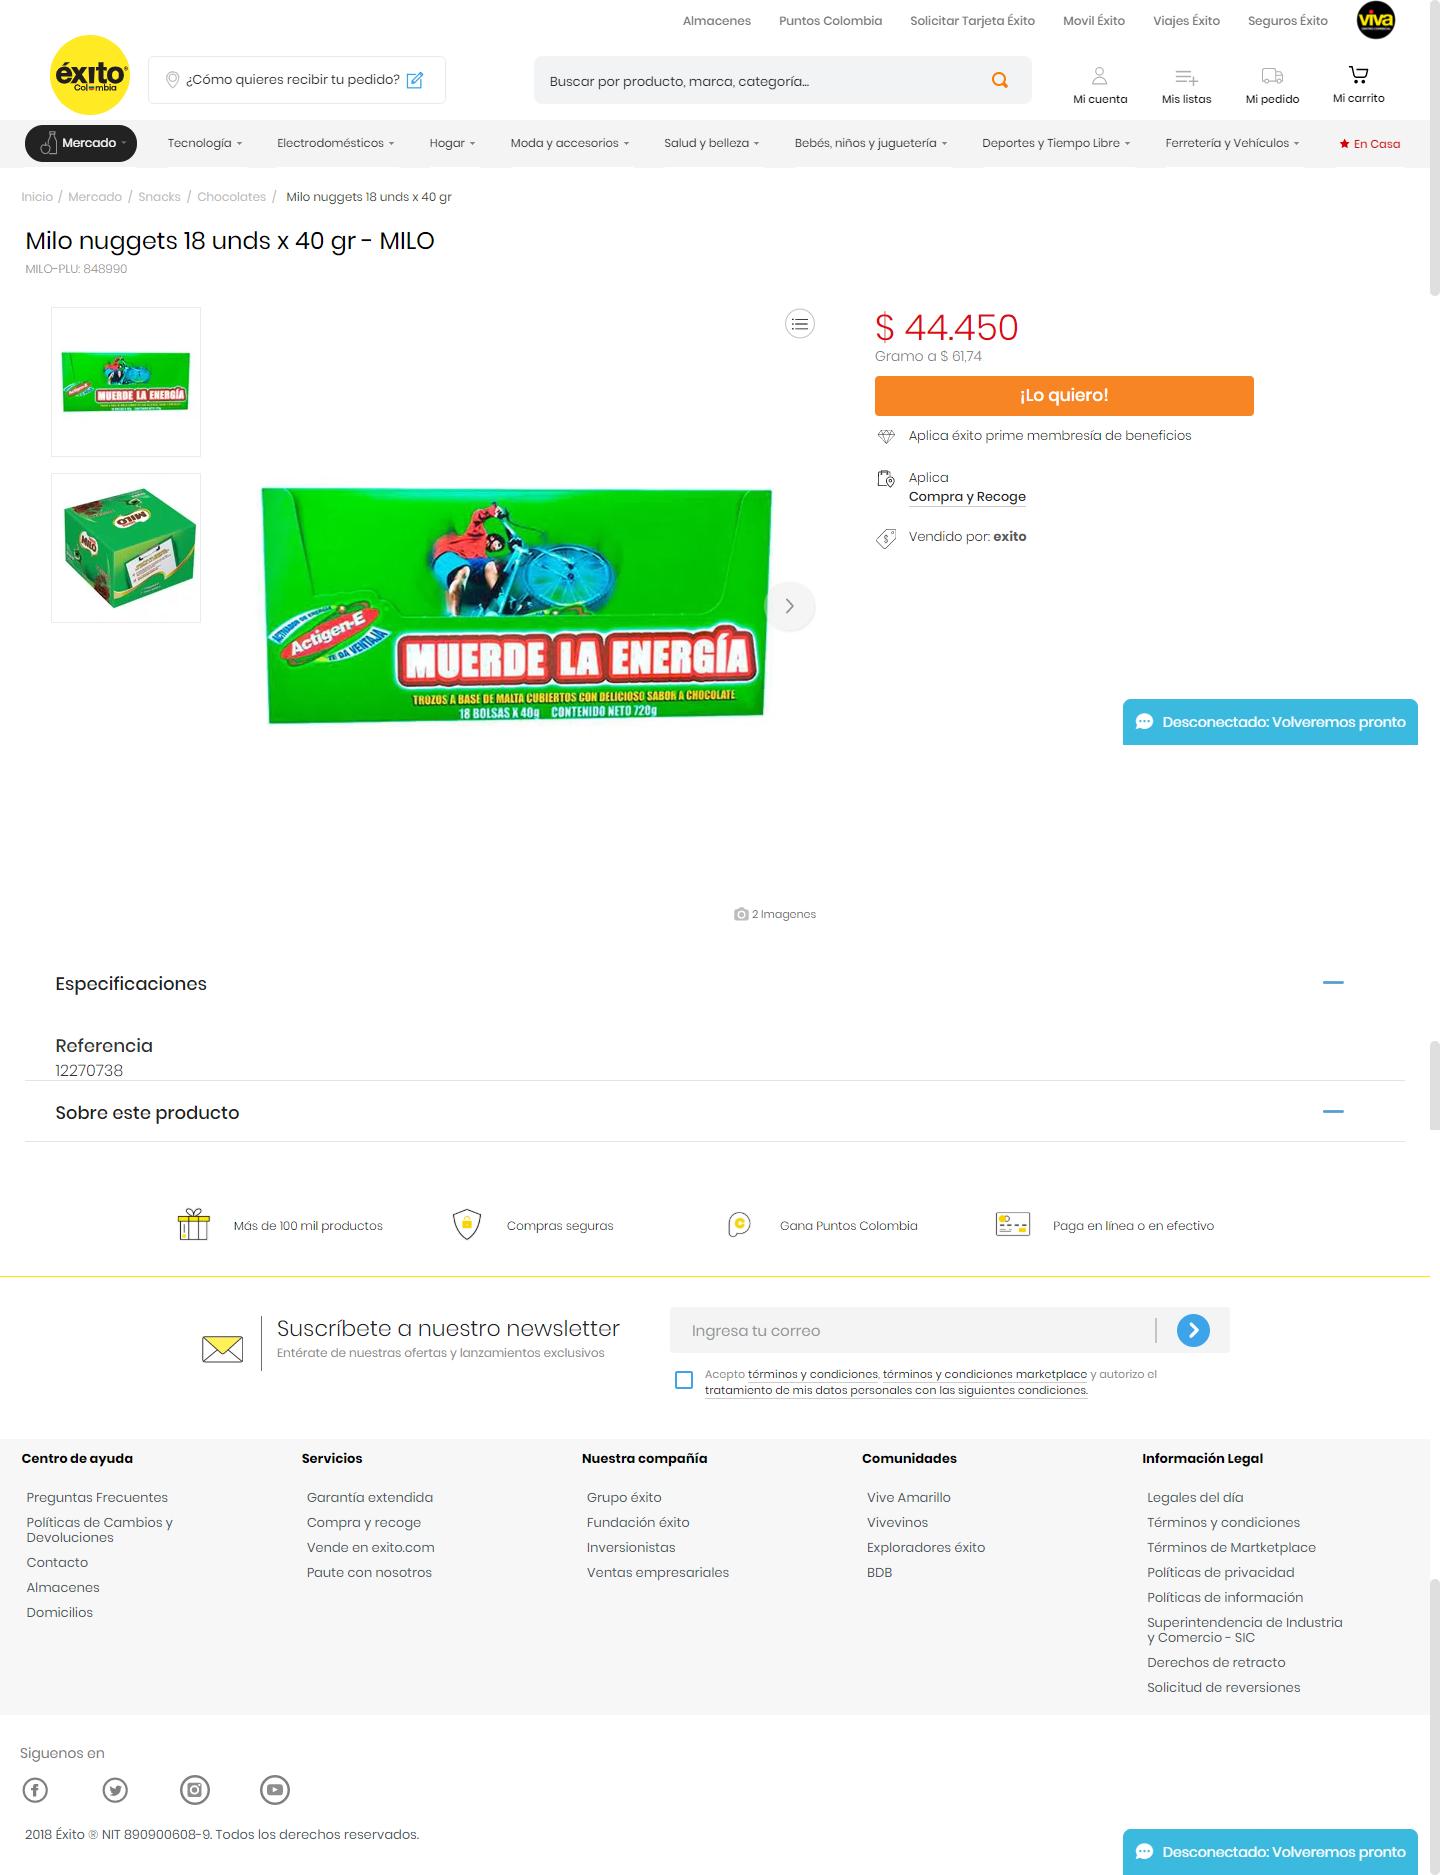 Almacenes Puntos Colombia Solicitar Tarjeta Éxito Movil Éxito Viajes Éxito Seguros Éxito viva
éxito
Colombia
¿Cómo quieres recibir tu pedido?
Buscar por producto, marca, categoría...
Mi cuenta Mis listas Mi pedido Mi carrito
Mercado Tecnología Electrodomésticos Hogar Moda y accesorios Salud y belleza Bebés, niños y juguetería Deportes y Tiempo Libre Ferretería y Vehículos En Casa
Inicio / Mercado / Snacks / Chocolates / Milo nuggets 18 unds x 40 gr
Milo nuggets 18 unds x 40 gr - MILO
MILO-PLU: 848990
Actigen-E
MUERDE LA ENERGÍA
MILO
MILO
ACTIVADOR DE ENERGÍA
Actigen-E
TE DA VENTAJA
MUERDE LA ENERGÍA
TROZOS A BASE DE MALTA CUBIERTOS CON DELICIOSO SABOR A CHOCOLATE
18 BOLSAS X 40g CONTENIDO NETO 720g
$ 44.450
Gramo a $ 61,74
¡Lo quiero!
Aplica éxito prime membresía de beneficios
Aplica
Compra y Recoge
Vendido por: exito
Desconectado: Volveremos pronto
2 Imagenes
Especificaciones
Referencia
12270738
Sobre este producto
Más de 100 mil productos Compras seguras Gana Puntos Colombia Paga en línea o en efectivo
Suscríbete a nuestro newsletter
Entérate de nuestras ofertas y lanzamientos exclusivos
Ingresa tu correo
Acepto términos y condiciones, términos y condiciones marketplace y autorizo el
tratamiento de mis datos personales con las siguientes condiciones.
Centro de ayuda
Preguntas Frecuentes
Políticas de Cambios y
Devoluciones
Contacto
Almacenes
Domicilios
Servicios
Garantía extendida
Compra y recoge
Vende en exito.com
Paute con nosotros
Nuestra compañía
Grupo éxito
Fundación éxito
Inversionistas
Ventas empresariales
Comunidades
Vive Amarillo
Vivevinos
Exploradores éxito
BDB
Información Legal
Legales del día
Términos y condiciones
Términos de Martketplace
Políticas de privacidad
Políticas de información
Superintendencia de Industria
y Comercio - SIC
Derechos de retracto
Solicitud de reversiones
Siguenos en
2018 Éxito ® NIT 890900608-9. Todos los derechos reservados.
Desconectado: Volveremos pronto